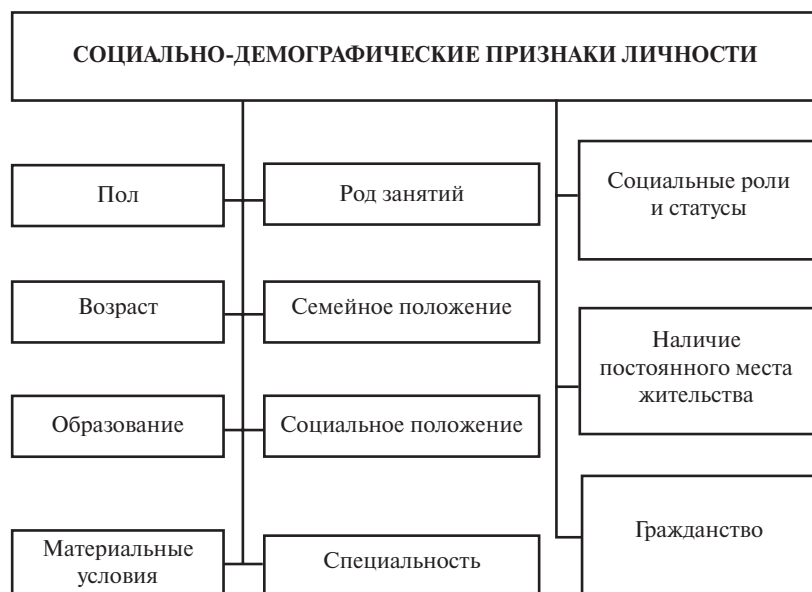 СОЦИАЛЬНО-ДЕМОГРАФИЧЕСКИЕ ПРИЗНАКИ ЛИЧНОСТИ
Пол
Род занятий
Социальные роли
и статусы
Возраст
Семейное положение
Наличие
постоянного места
жительства
Образование
Социальное положение
Материальные
условия
Специальность
Гражданство